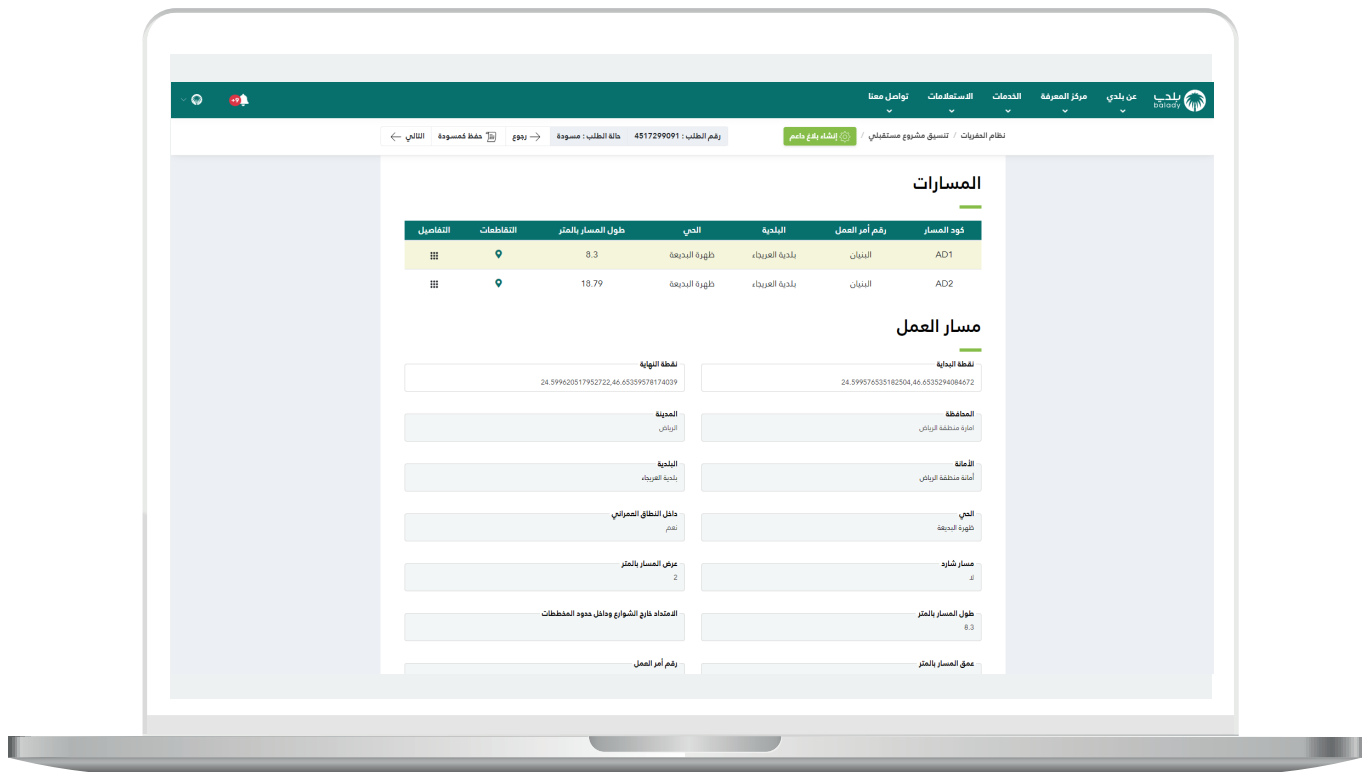 بلدي
balady
عن بلدي
مركز المعرفة
الخدمات
الاستعلامات
تواصل معنا
+9
نظام الحفريات / تنسيق مشروع مستقبلي /
إنشاء بلاغ داعم
رقم الطلب : 4517299091
حالة الطلب : مسودة
رجوع
حفظ كمسودة
التالي
المسارات
كود المسار رقم أمر العمل البلدية الحي طول المسار بالمتر التقاطعات التفاصيل
AD1 البنيان بلدية العريجاء ظهرة البديعة 8.3
AD2 البنيان بلدية العريجاء ظهرة البديعة 18.79
مسار العمل
نقطة البداية
24.599576535182504,46.6535294084672
نقطة النهاية
24.599620517952722,46.65359578174039
المحافظة
امارة منطقة الرياض
المدينة
الرياض
الأمانة
أمانة منطقة الرياض
البلدية
بلدية العريجاء
الحي
ظهرة البديعة
داخل النطاق العمراني
نعم
مسار شارد
لا
عرض المسار بالمتر
2
طول المسار بالمتر
8.3
الامتداد خارج الشوارع وداخل حدود المخططات
عمق المسار بالمتر
رقم أمر العمل